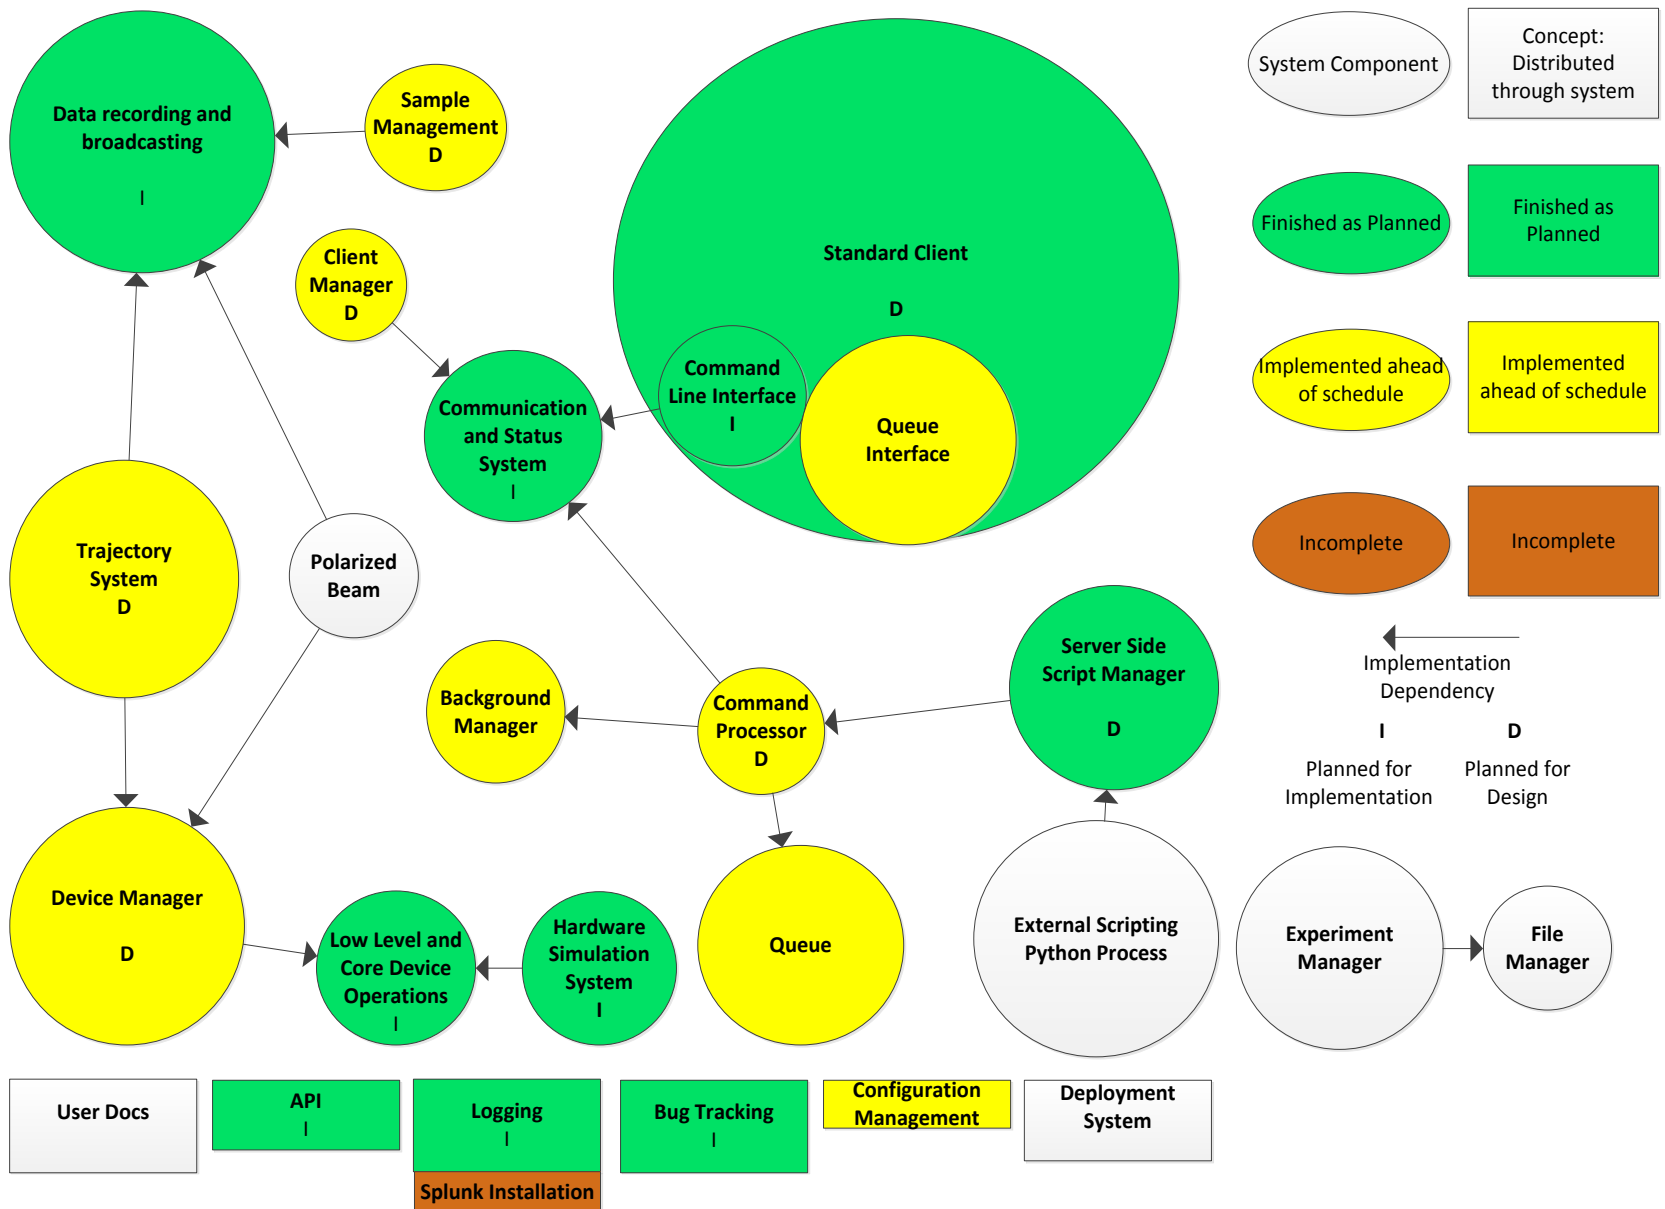 Data recording and
broadcasting
I
Sample
Management
D
Client
Manager
D
Standard Client
D
Command
Line Interface
I
Queue
Interface
Communication
and Status
System
I
Trajectory
System
D
Polarized
Beam
Background
Manager
Command
Processor
D
Server Side
Script Manager
D
Device Manager
D
Low Level and
Core Device
Operations
I
Hardware
Simulation
System
I
Queue
External Scripting
Python Process
Experiment
Manager
File
Manager
System Component
Concept:
Distributed
through system
Finished as Planned
Finished as
Planned
Implemented ahead
of schedule
Implemented
ahead of schedule
Incomplete
Incomplete
Implementation
Dependency
I
Planned for
Implementation
D
Planned for
Design
User Docs
API
I
Logging
I
Splunk Installation
Bug Tracking
I
Configuration
Management
Deployment
System